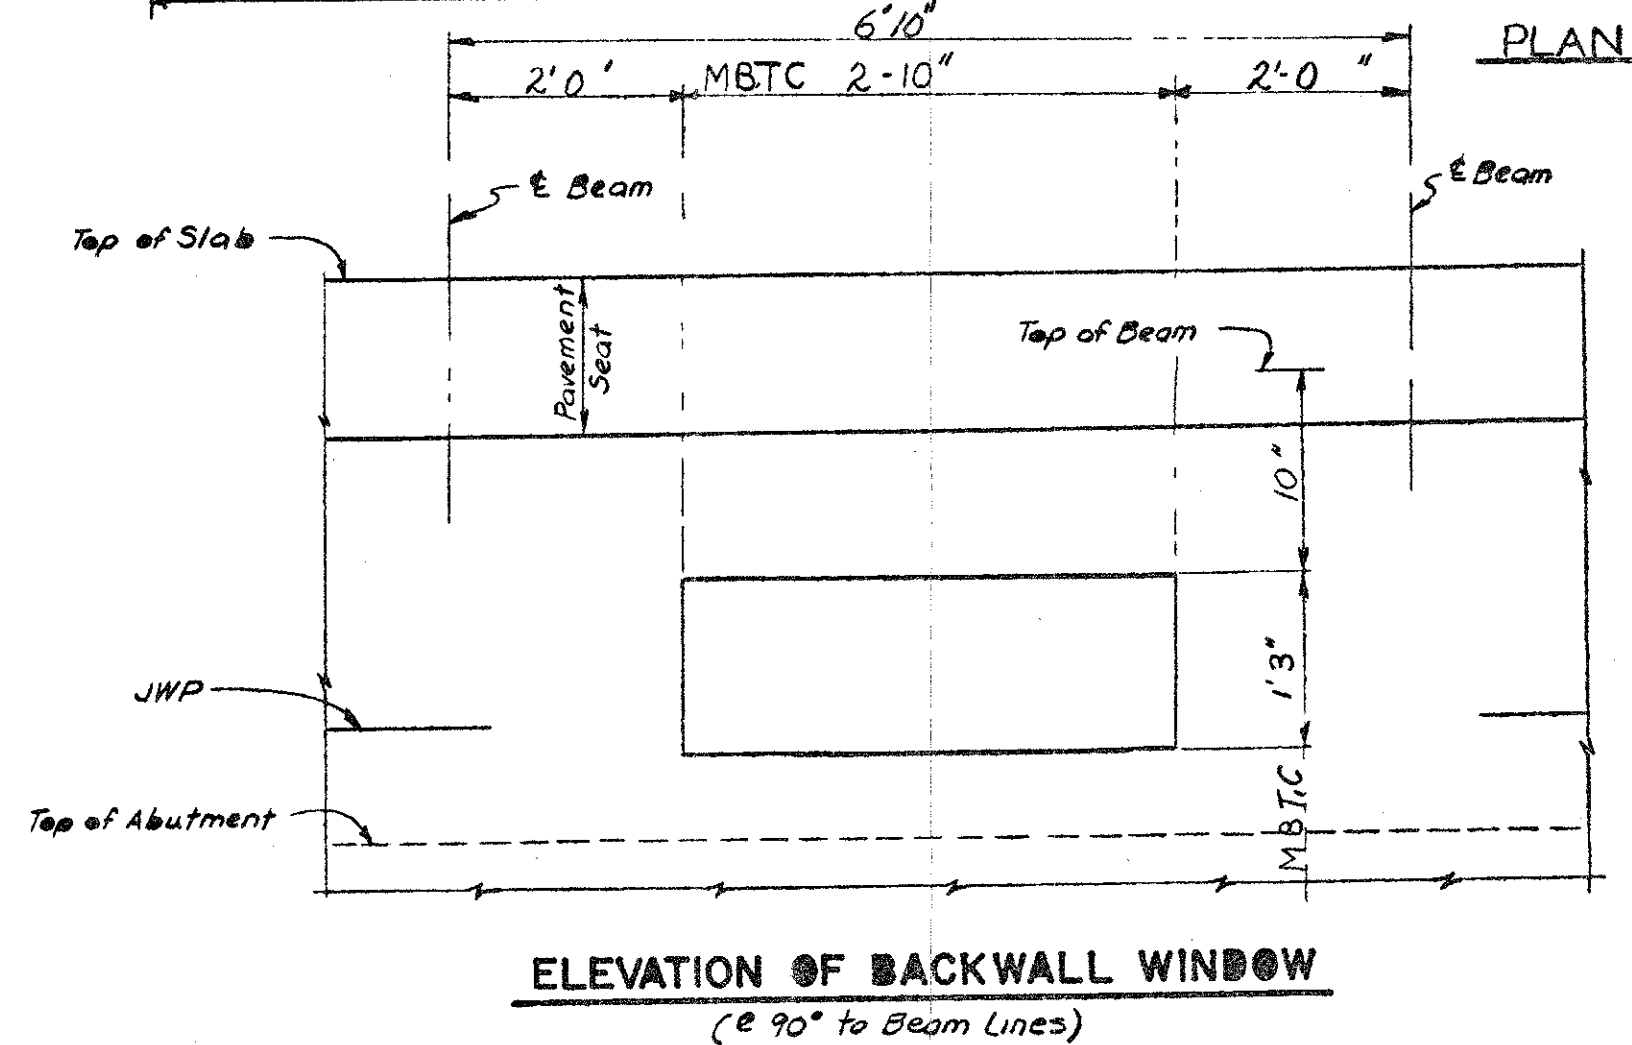 6'10"
PLAN
2'0'
MBTC 2-10"
2'-0"
℄ Beam
℄ Beam
Top of Slab
Pavement
Seat
Top of Beam
10"
1'3"
JWP
MBT.C
Top of Abutment
ELEVATION OF BACKWALL WINDOW
(@ 90° to Beam Lines)